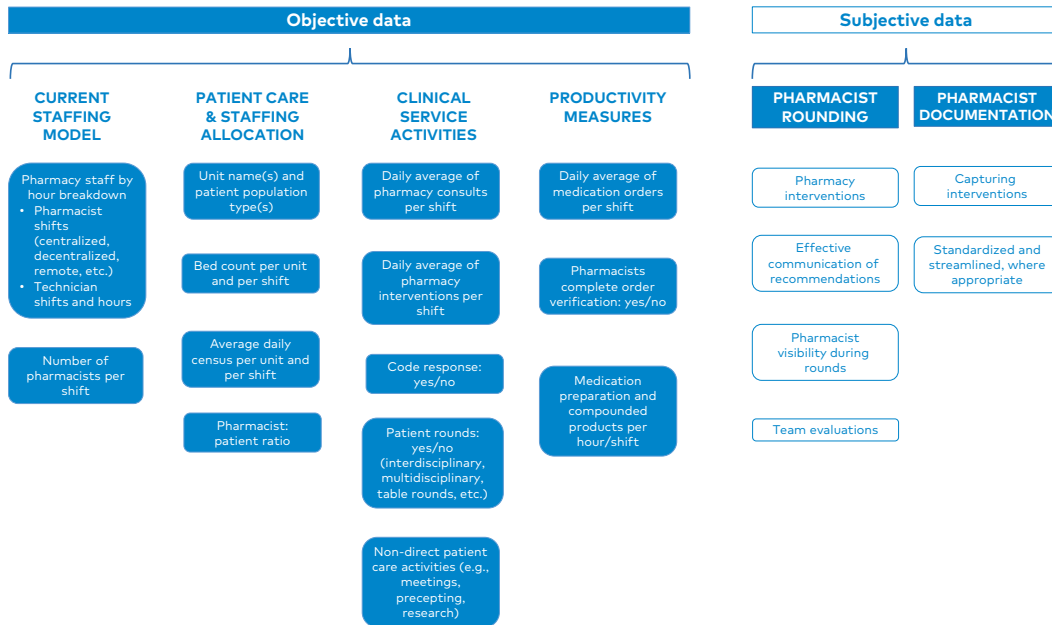 Objective data
CURRENT
STAFFING
MODEL
Pharmacy staff by
hour breakdown
• Pharmacist
shifts
(centralized,
decentralized,
remote, etc.)
• Technician
shifts and hours
Number of
pharmacists per
shift
PATIENT CARE
& STAFFING
ALLOCATION
Unit name(s) and
patient population
type(s)
Bed count per unit
and per shift
Average daily
census per unit and
per shift
Pharmacist:
patient ratio
CLINICAL
SERVICE
ACTIVITIES
Daily average of
pharmacy consults
per shift
Daily average of
pharmacy
interventions per
shift
Code response:
yes/no
Patient rounds:
yes/no
(interdisciplinary,
multidisciplinary,
table rounds, etc.)
Non-direct patient
care activities (e.g.,
meetings,
precepting,
research)
PRODUCTIVITY
MEASURES
Daily average of
medication orders
per shift
Pharmacists
complete order
verification: yes/no
Medication
preparation and
compounded
products per
hour/shift
Subjective data
PHARMACIST
ROUNDING
Pharmacy
interventions
Effective
communication of
recommendations
Pharmacist
visibility during
rounds
Team evaluations
PHARMACIST
DOCUMENTATION
Capturing
interventions
Standardized and
streamlined, where
appropriate